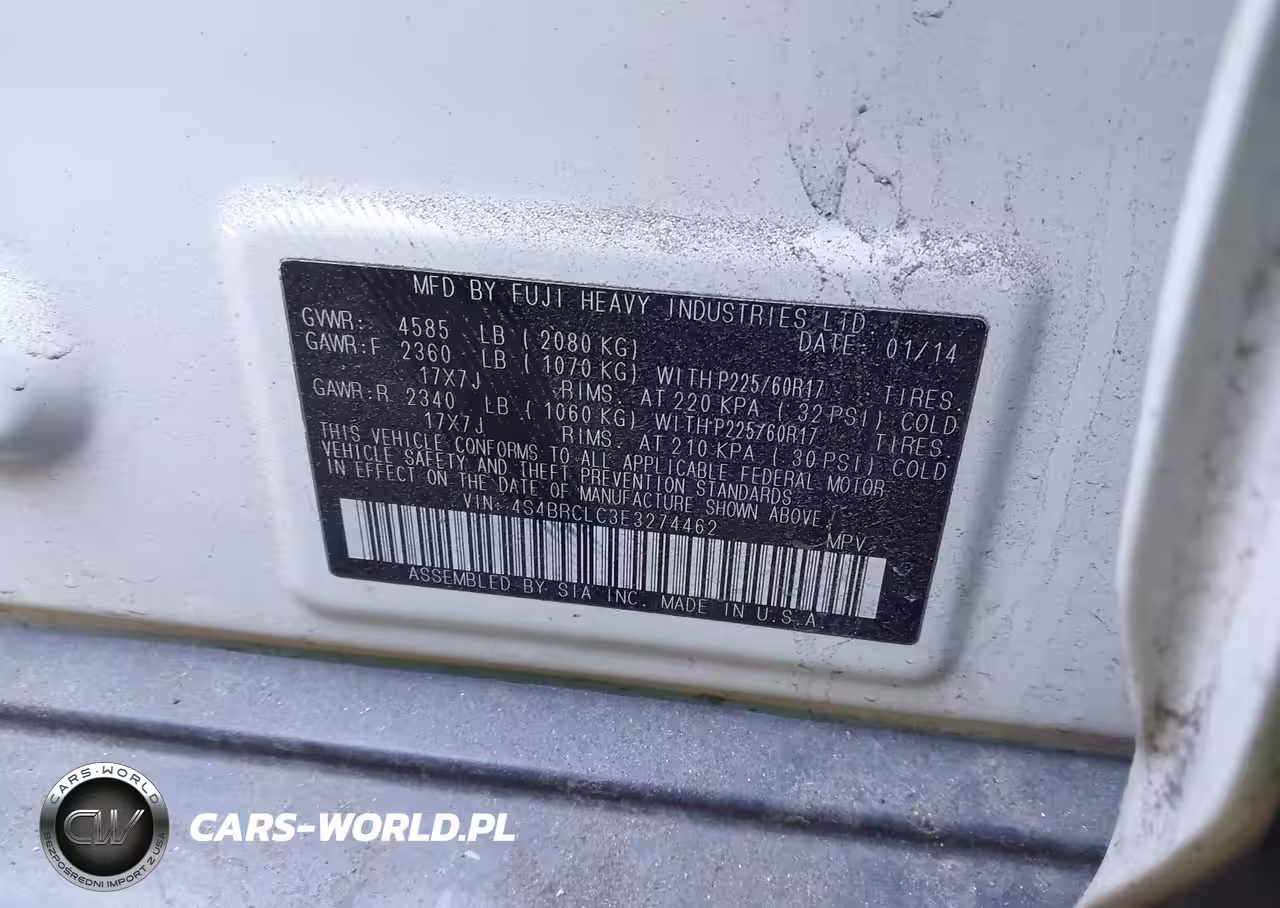 MFD BY FUJI HEAVY INDUSTRIES LTD.
GVWR: 4585 LB ( 2080 KG) DATE: 01/14
GAWR:F 2360 LB ( 1070 KG) WITH P225/60R17 TIRES.
17X7J RIMS. AT 220 KPA ( 32 PSI) COLD
GAWR:R 2340 LB ( 1060 KG) WITH P225/60R17 TIRES.
17X7J RIMS. AT 210 KPA ( 30 PSI) COLD
THIS VEHICLE CONFORMS TO ALL APPLICABLE FEDERAL MOTOR
VEHICLE SAFETY AND THEFT PREVENTION STANDARDS
IN EFFECT ON THE DATE OF MANUFACTURE SHOWN ABOVE.
VIN: 4S4BRCLC3E3274462 MPV
ASSEMBLED BY SIA INC. MADE IN U.S.A.
CARS-WORLD
CW
BEZPOŚREDNI IMPORT Z USA
CARS-WORLD.PL